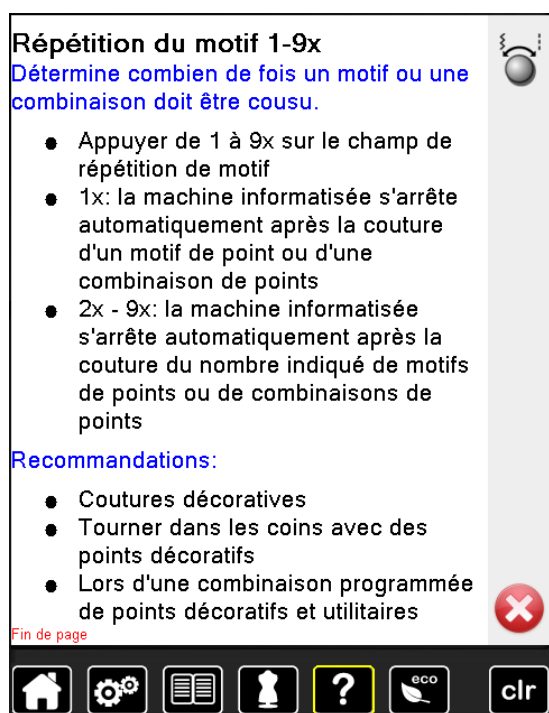 Répétition du motif 1-9x
Détermine combien de fois un motif ou une
combinaison doit être cousu.
● Appuyer de 1 à 9x sur le champ de
répétition de motif
● 1x: la machine informatisée s'arrête
automatiquement après la couture
d'un motif de point ou d'une
combinaison de points
● 2x - 9x: la machine informatisée
s'arrête automatiquement après la
couture du nombre indiqué de motifs
de points ou de combinaisons de
points
Recommandations:
● Coutures décoratives
● Tourner dans les coins avec des
points décoratifs
● Lors d'une combinaison programmée
de points décoratifs et utilitaires
Fin de page
? eco clr